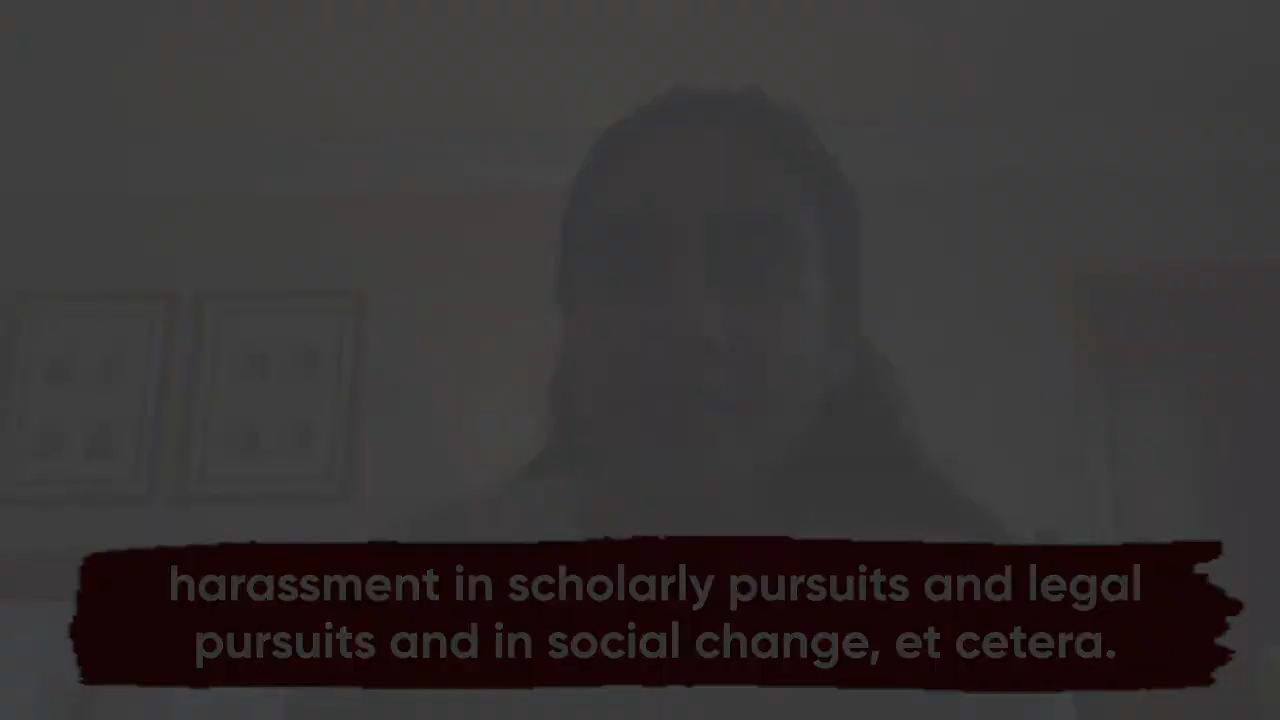 harassment in scholarly pursuits and legal
pursuits and in social change, et cetera.